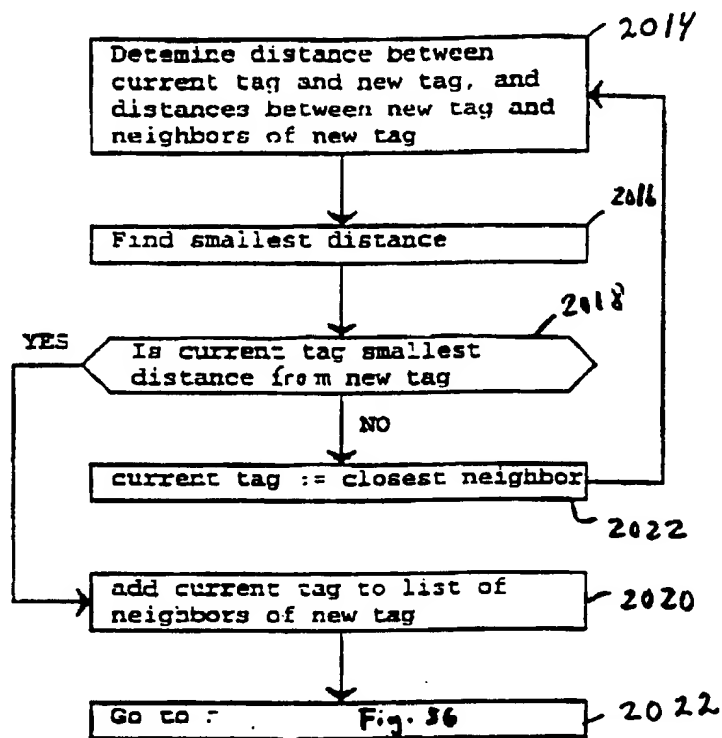 2014
Detemine distance between
current tag and new tag, and
distances between new tag and
neighbors of new tag
2016
Find smallest distance
2018
YES
Is current tag smallest
distance from new tag
NO
current tag := closest neighbor
2022
add current tag to list of
neighbors of new tag
2020
Go to : Fig. 36
2022